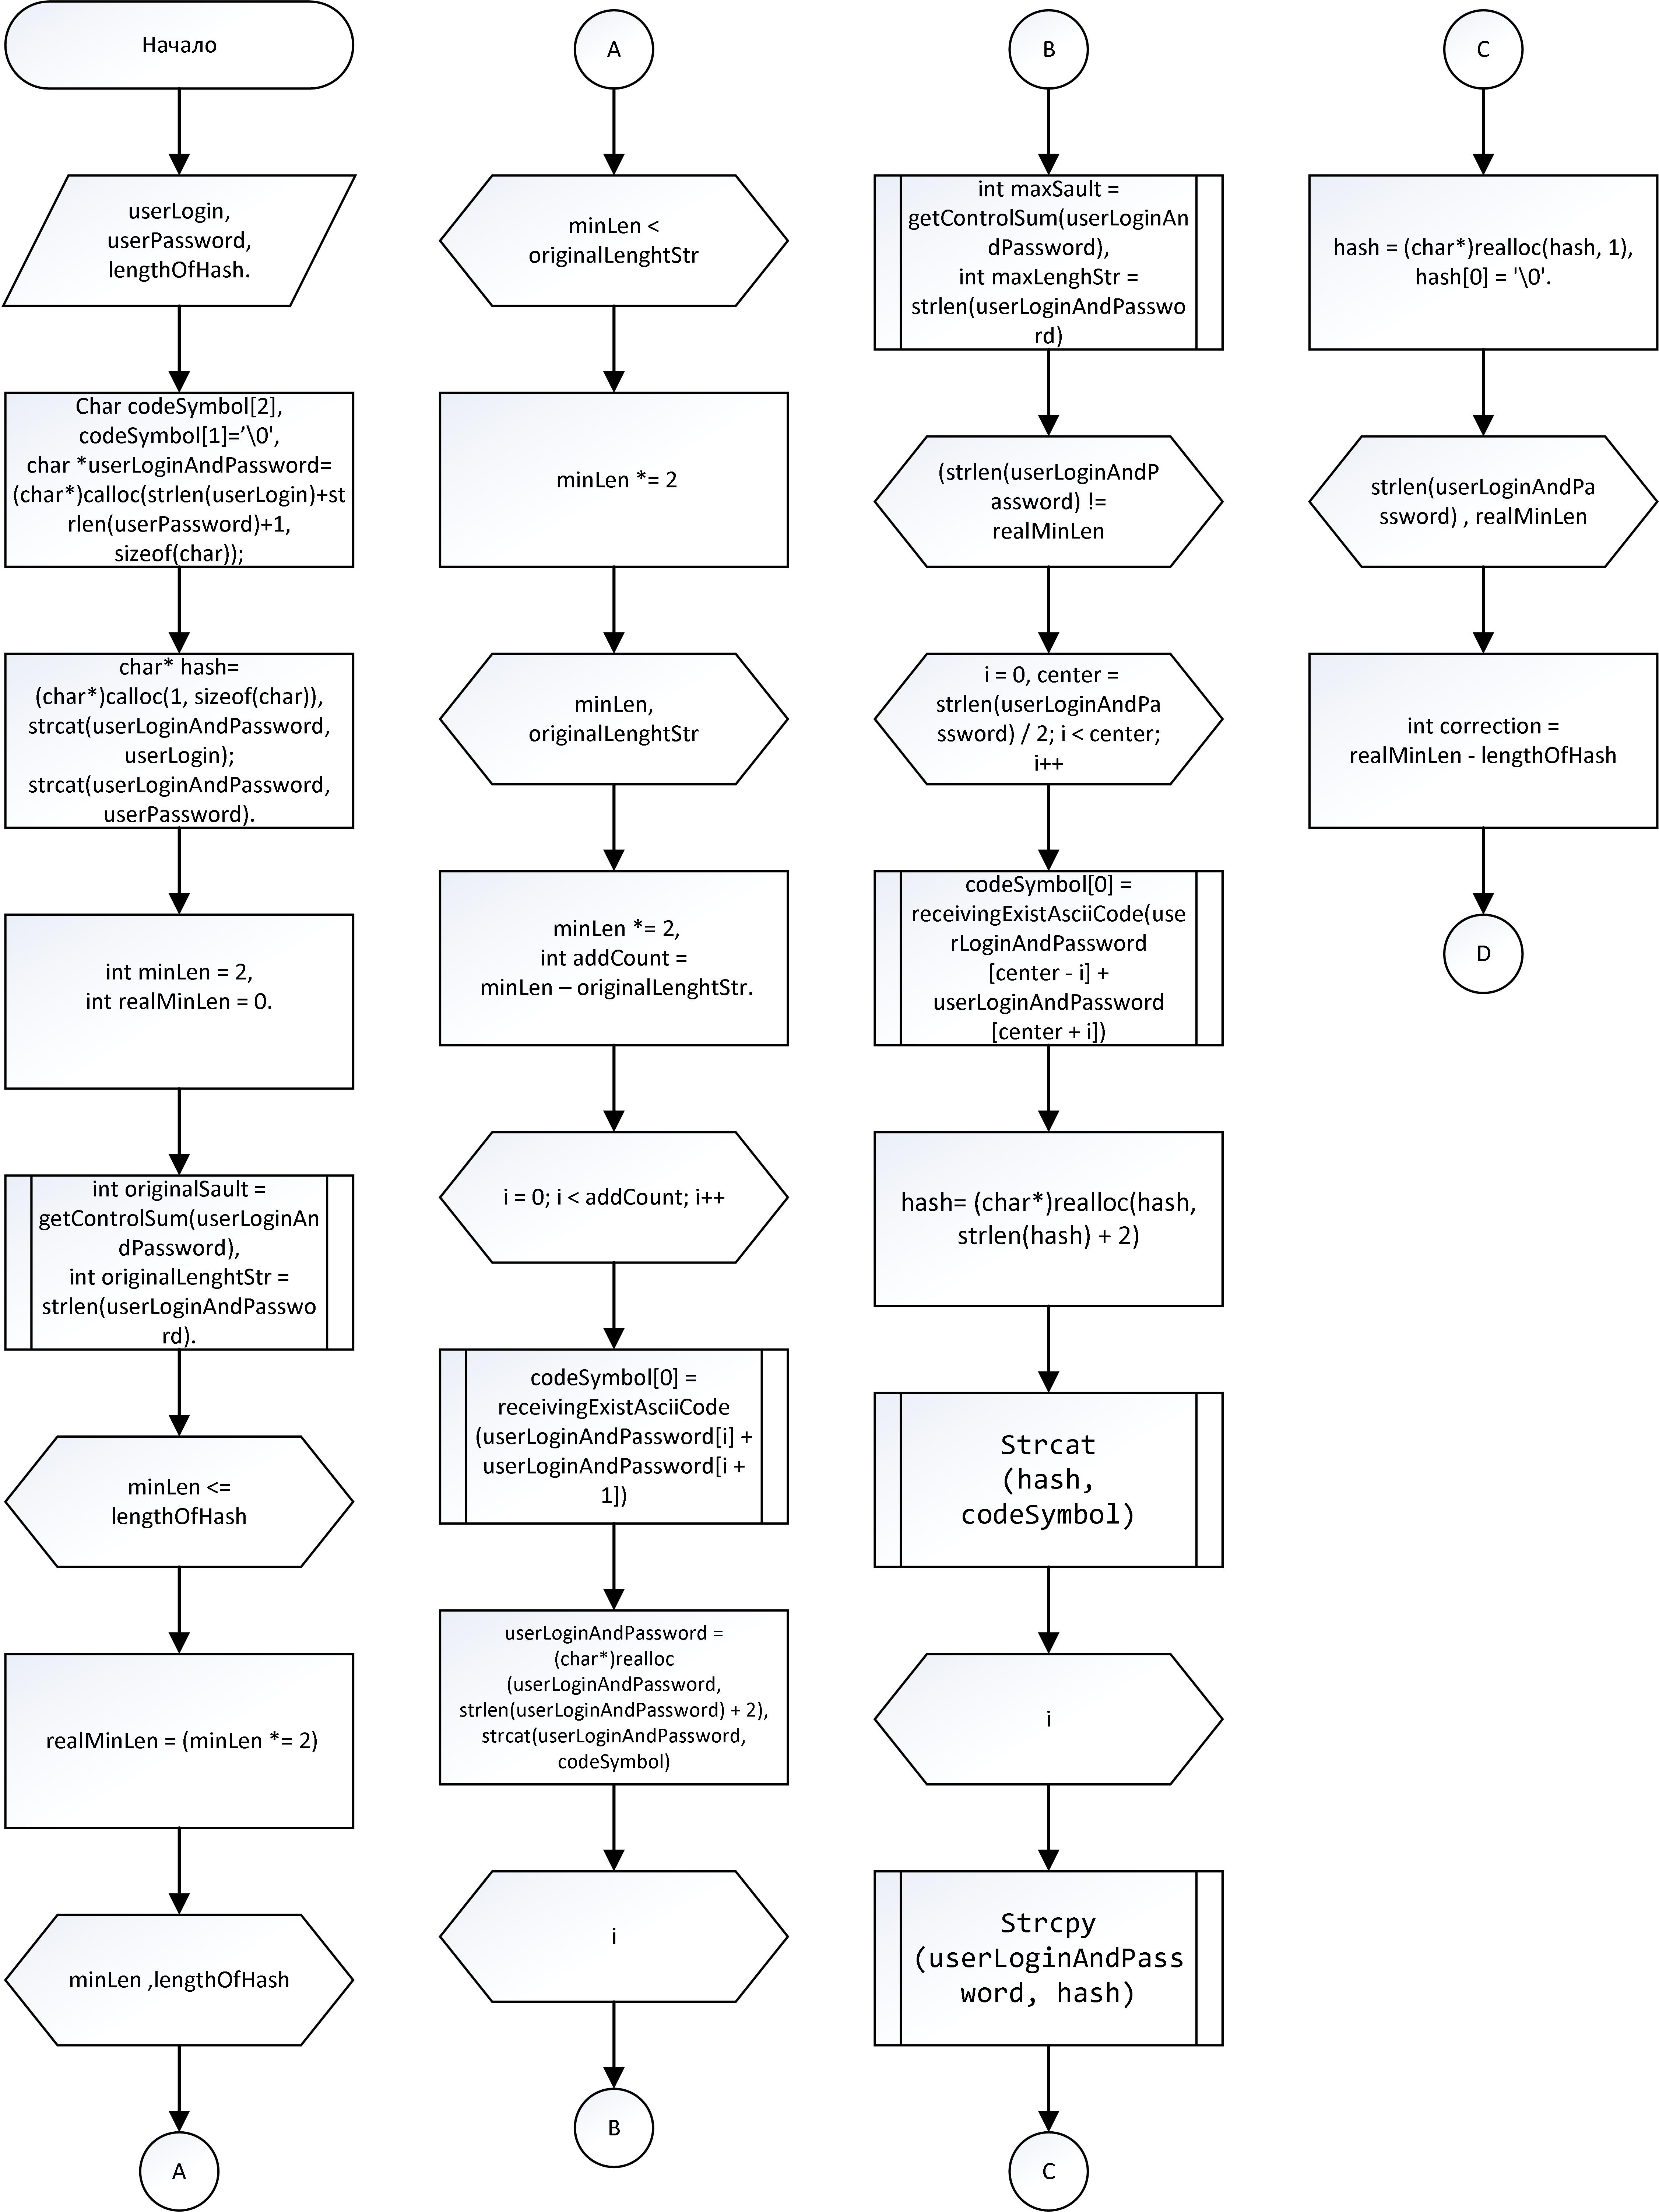 Начало
userLogin,
userPassword,
lengthOfHash.
Char codeSymbol[2],
codeSymbol[1]=’\0',
char *userLoginAndPassword=
(char*)calloc(strlen(userLogin)+st
rlen(userPassword)+1,
sizeof(char));
char* hash=
(char*)calloc(1, sizeof(char)),
strcat(userLoginAndPassword,
userLogin);
strcat(userLoginAndPassword,
userPassword).
int minLen = 2,
int realMinLen = 0.
int originalSault =
getControlSum(userLoginAn
dPassword),
int originalLenghtStr =
strlen(userLoginAndPasswo
rd).
minLen <=
lengthOfHash
realMinLen = (minLen *= 2)
minLen ,lengthOfHash
A
A
minLen <
originalLenghtStr
minLen *= 2
minLen,
originalLenghtStr
minLen *= 2,
int addCount =
minLen – originalLenghtStr.
i = 0; i < addCount; i++
codeSymbol[0] =
receivingExistAsciiCode
(userLoginAndPassword[i] +
userLoginAndPassword[i +
1])
userLoginAndPassword =
(char*)realloc
(userLoginAndPassword,
strlen(userLoginAndPassword) + 2),
strcat(userLoginAndPassword,
codeSymbol)
i
B
B
int maxSault =
getControlSum(userLoginAn
dPassword),
int maxLenghStr =
strlen(userLoginAndPasswo
rd)
(strlen(userLoginAndP
assword) !=
realMinLen
i = 0, center =
strlen(userLoginAndPa
ssword) / 2; i < center;
i++
codeSymbol[0] =
receivingExistAsciiCode(use
rLoginAndPassword
[center - i] +
userLoginAndPassword
[center + i])
hash= (char*)realloc(hash,
strlen(hash) + 2)
Strcat
(hash,
codeSymbol)
i
Strcpy
(userLoginAndPass
word, hash)
C
C
hash = (char*)realloc(hash, 1),
hash[0] = '\0'.
strlen(userLoginAndPa
ssword) , realMinLen
int correction =
realMinLen - lengthOfHash
D